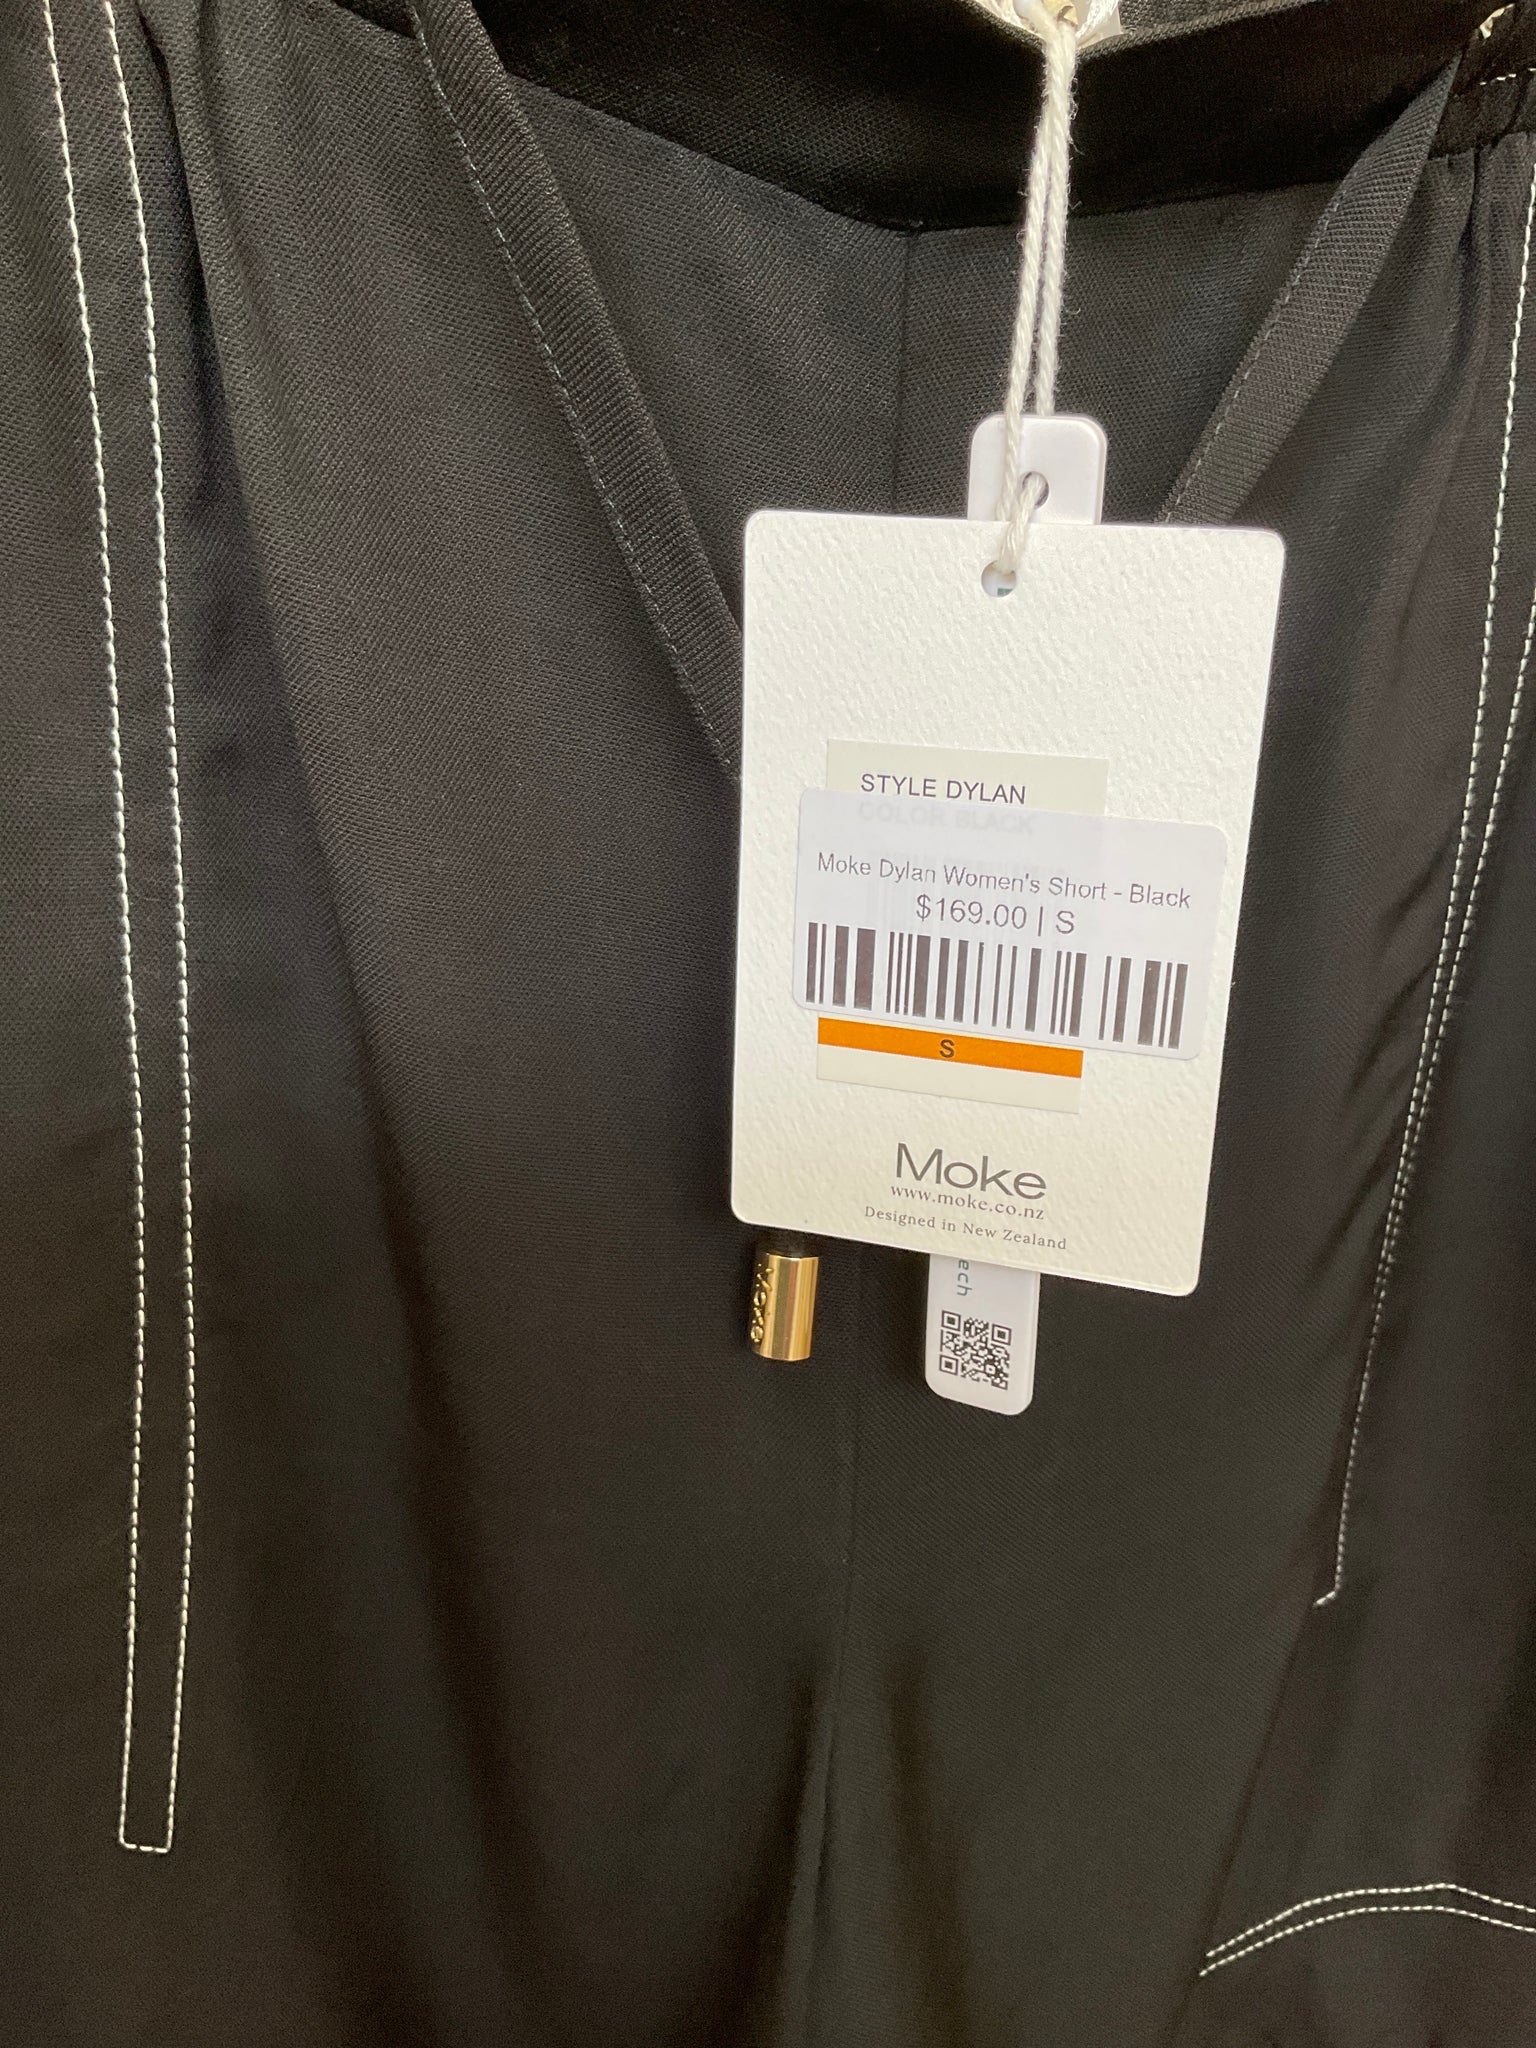 STYLE DYLAN
COLOR BLACK
Moke Dylan Women's Short - Black
$169.00 | S
S
Moke
www.moke.co.nz
Designed in New Zealand
ech